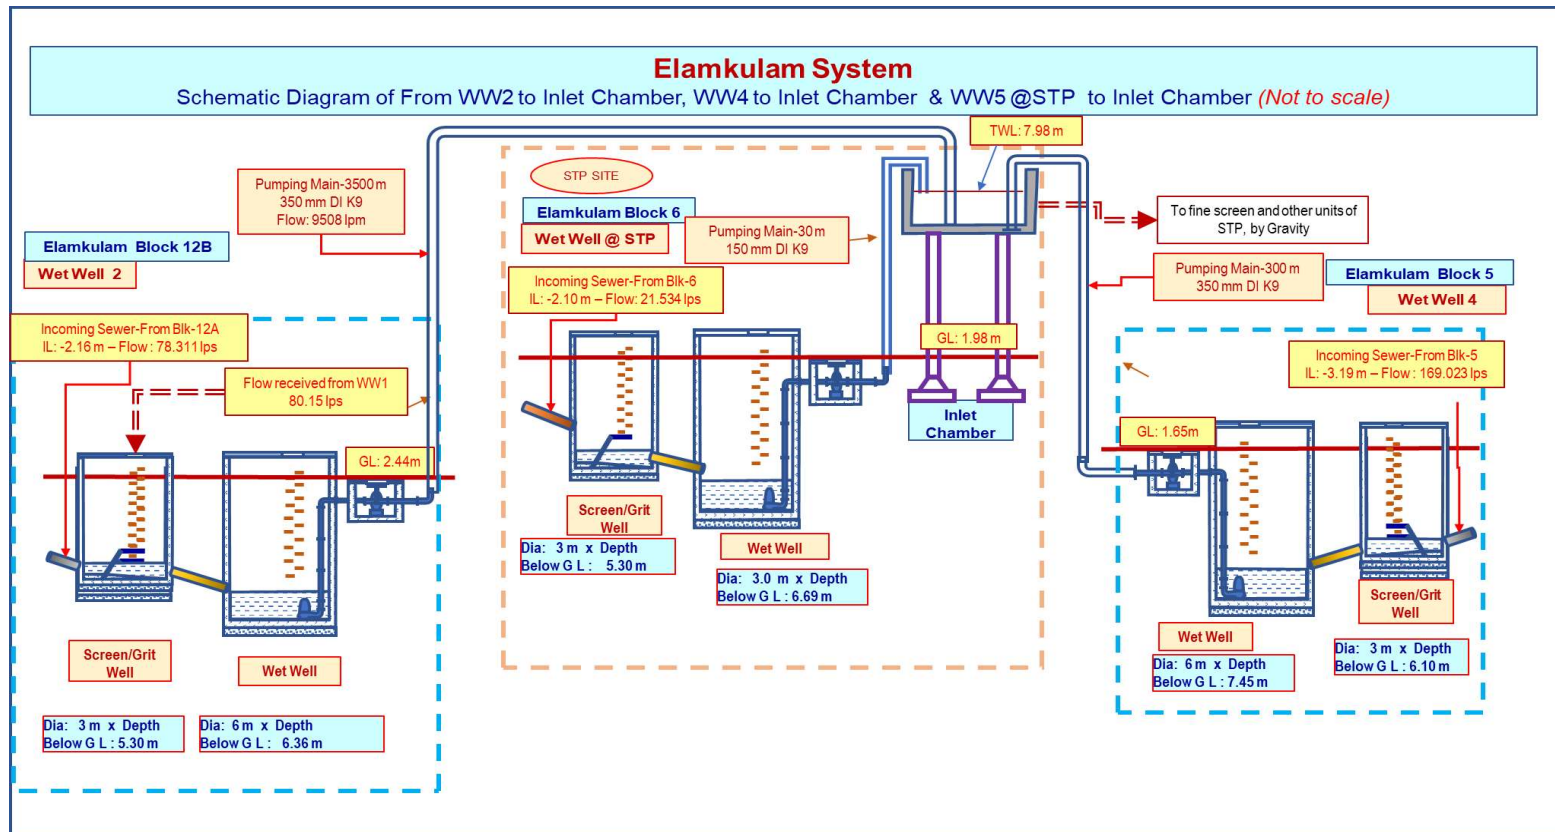 Elamkulam System
Schematic Diagram of From WW2 to Inlet Chamber, WW4 to Inlet Chamber & WW5 @STP to Inlet Chamber (Not to scale)
TWL: 7.98 m
Pumping Main-3500 m
350 mm DI K9
Flow: 9508 lpm
STP SITE
Elamkulam Block 6
Wet Well @ STP
Pumping Main-30 m
150 mm DI K9
To fine screen and other units of
STP, by Gravity
Elamkulam Block 12B
Wet Well 2
Incoming Sewer-From Blk-6
IL: -2.10 m – Flow: 21.534 lps
Pumping Main-300 m
350 mm DI K9
Elamkulam Block 5
Wet Well 4
Incoming Sewer-From Blk-12A
IL: -2.16 m – Flow : 78.311 lps
Flow received from WW1
80.15 lps
GL: 1.98 m
Incoming Sewer-From Blk-5
IL: -3.19 m – Flow : 169.023 lps
Inlet
Chamber
GL: 2.44m
GL: 1.65m
Screen/Grit
Well
Dia: 3 m x Depth
Below G L : 5.30 m
Wet Well
Dia: 3.0 m x Depth
Below G L : 6.69 m
Screen/Grit
Well
Wet Well
Dia: 3 m x Depth
Below G L : 5.30 m
Dia: 6 m x Depth
Below G L : 6.36 m
Wet Well
Dia: 6 m x Depth
Below G L : 7.45 m
Screen/Grit
Well
Dia: 3 m x Depth
Below G L : 6.10 m